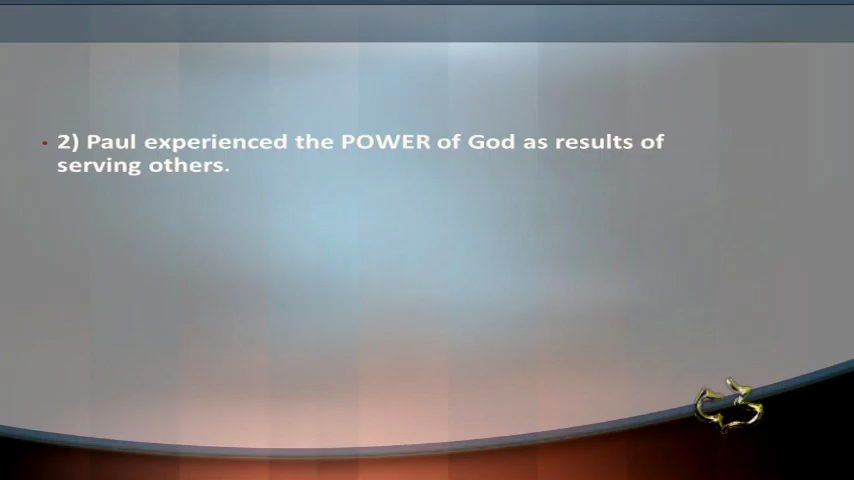 • 2) Paul experienced the POWER of God as results of
serving others.